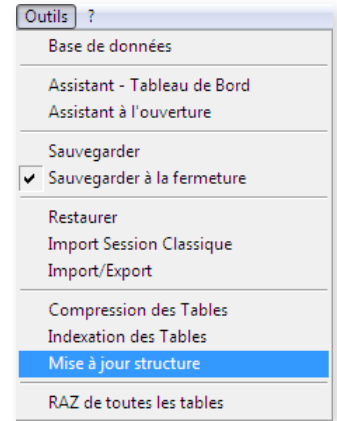 Outils ?
Base de données
Assistant - Tableau de Bord
Assistant à l'ouverture
Sauvegarder
Sauvegarder à la fermeture
Restaurer
Import Session Classique
Import/Export
Compression des Tables
Indexation des Tables
Mise à jour structure
RAZ de toutes les tables